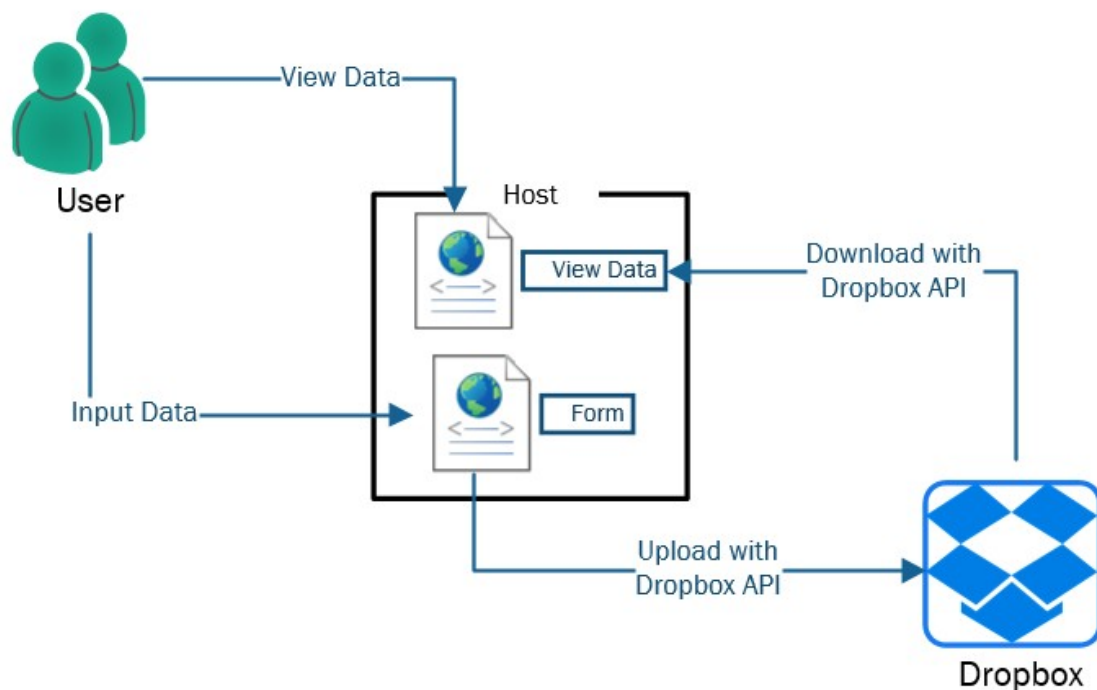 View Data
User
Host
View Data
Download with
Dropbox API
Input Data
Form
Upload with
Dropbox API
Dropbox